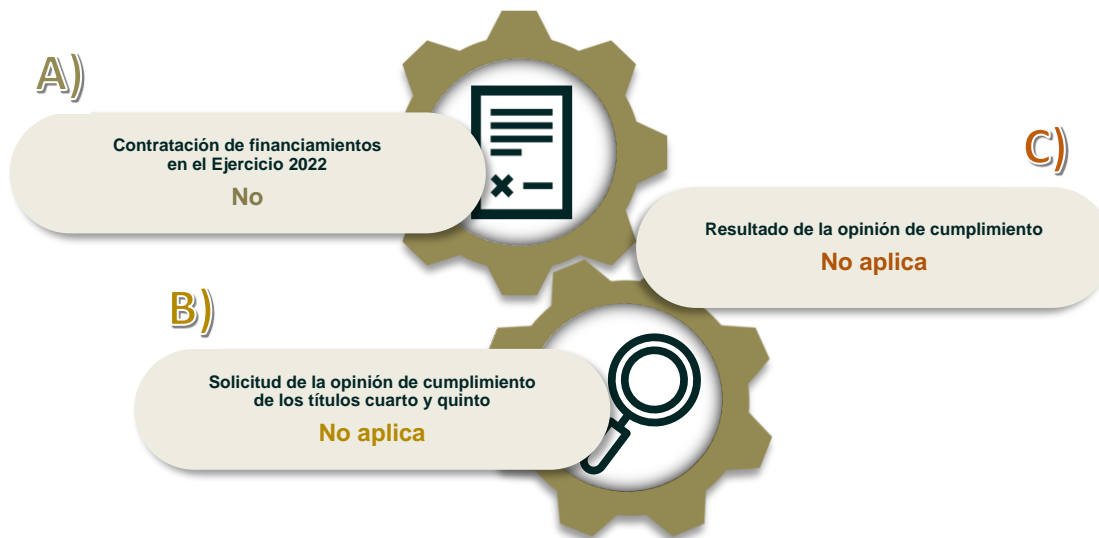 A)
Contratación de financiamientos
en el Ejercicio 2022
No
B)
Solicitud de la opinión de cumplimiento
de los títulos cuarto y quinto
No aplica
C)
Resultado de la opinión de cumplimiento
No aplica